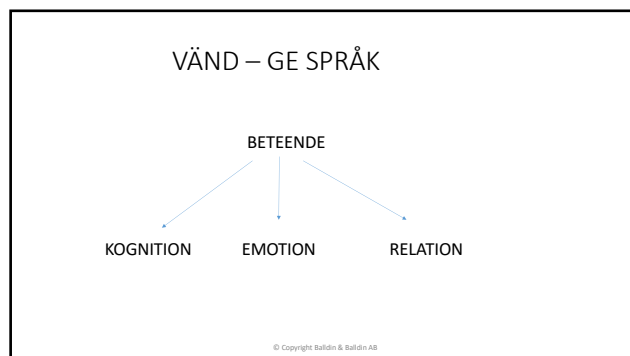 VÄND – GE SPRÅK
BETEENDE
KOGNITION EMOTION RELATION
© Copyright Balldin & Balldin AB